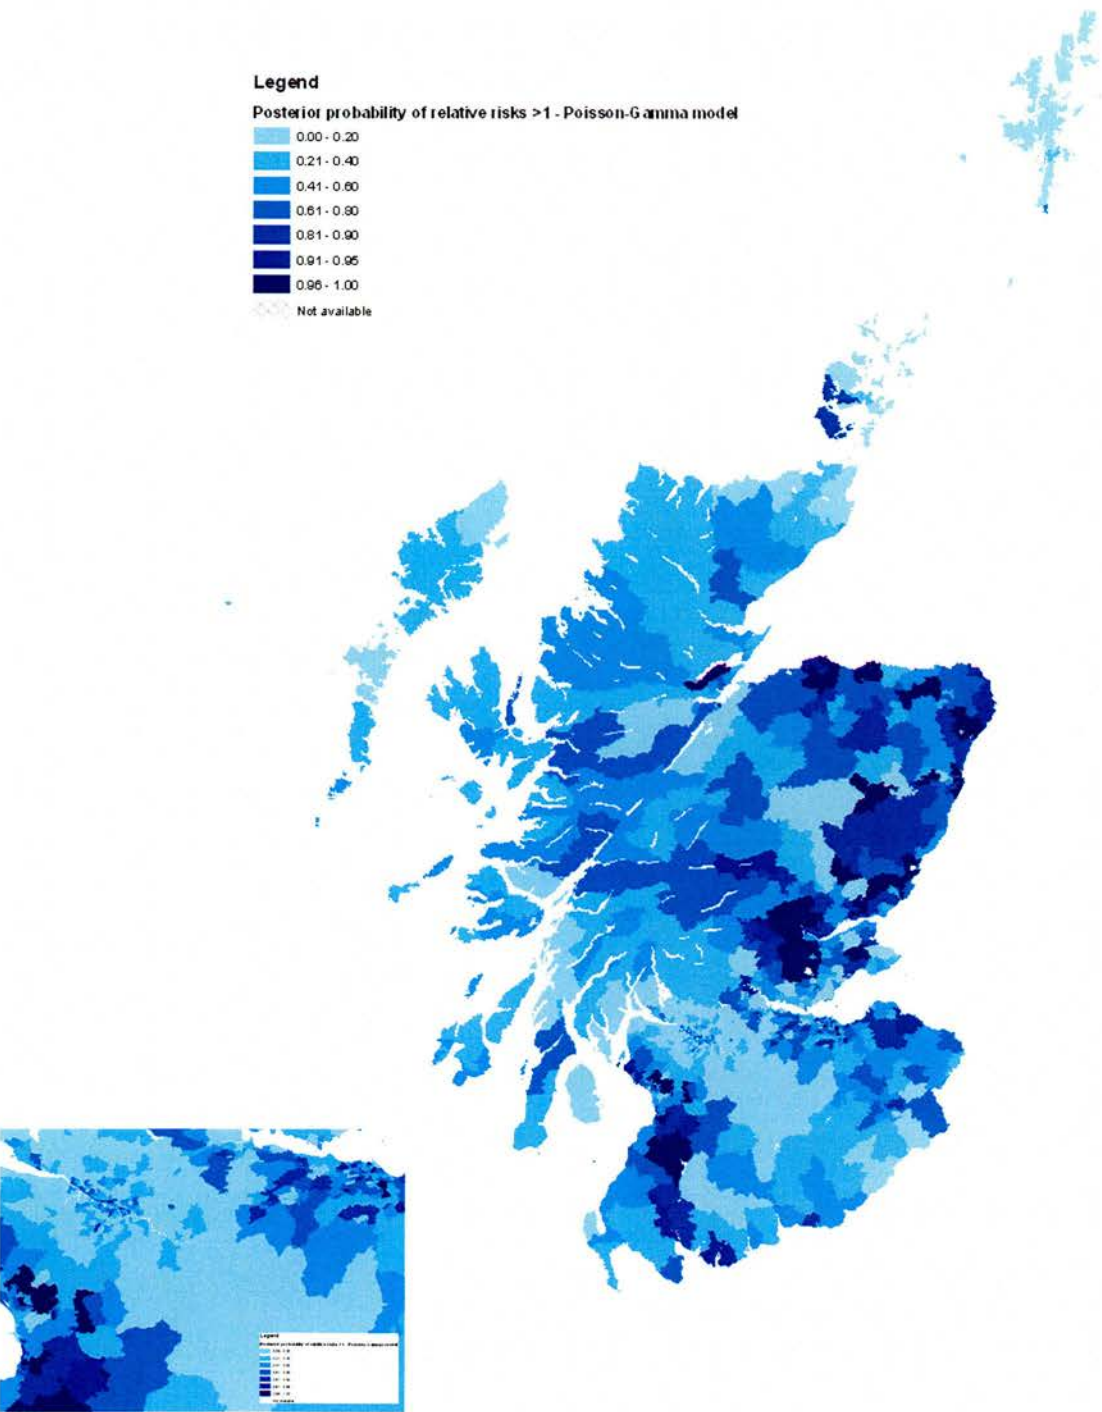 Legend
Posterior probability of relative risks >1 - Poisson-Gamma model
0.00 - 0.20
0.21 - 0.40
0.41 - 0.60
0.61 - 0.80
0.81 - 0.90
0.91 - 0.95
0.96 - 1.00
Not available
Legend